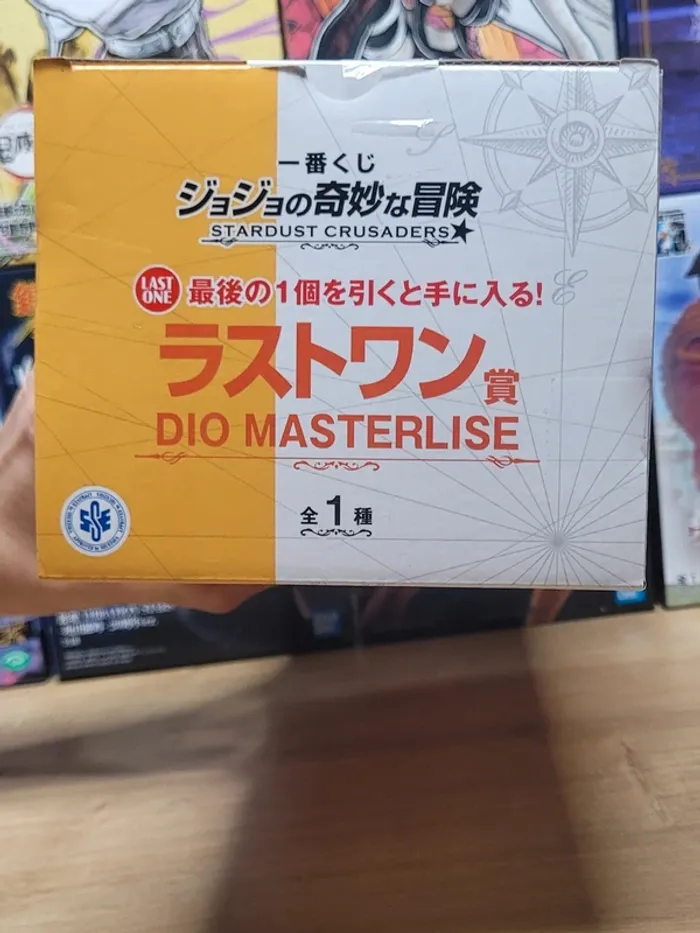 一番くじ
ジョジョの奇妙な冒険
STARDUST CRUSADERS
LAST ONE
最後の1個を引くと手に入る!
ラストワン賞
DIO MASTERLISE
全1種